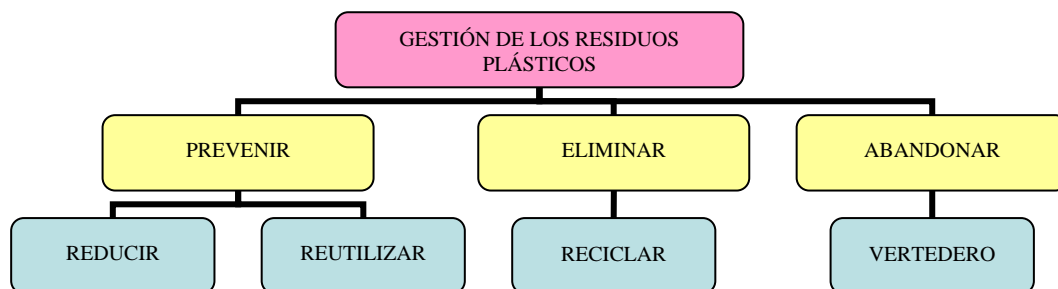 GESTIÓN DE LOS RESIDUOS
PLÁSTICOS
PREVENIR
ELIMINAR
ABANDONAR
REDUCIR
REUTILIZAR
RECICLAR
VERTEDERO